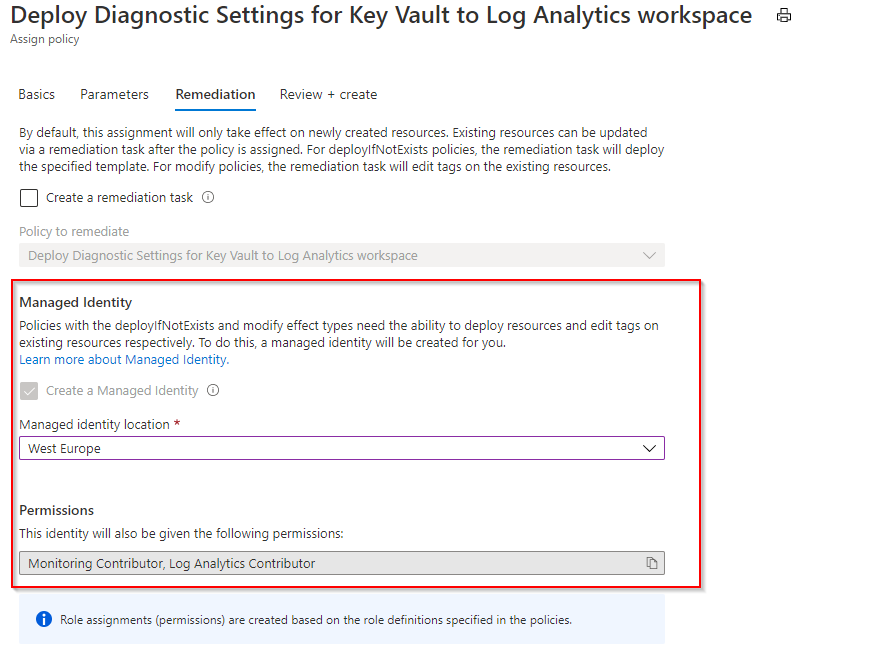 Deploy Diagnostic Settings for Key Vault to Log Analytics workspace
Assign policy
Basics Parameters Remediation Review + create
By default, this assignment will only take effect on newly created resources. Existing resources can be updated
via a remediation task after the policy is assigned. For deployIfNotExists policies, the remediation task will deploy
the specified template. For modify policies, the remediation task will edit tags on the existing resources.
Create a remediation task
Policy to remediate
Deploy Diagnostic Settings for Key Vault to Log Analytics workspace
Managed Identity
Policies with the deployIfNotExists and modify effect types need the ability to deploy resources and edit tags on
existing resources respectively. To do this, a managed identity will be created for you.
Learn more about Managed Identity.
Create a Managed Identity
Managed identity location *
West Europe
Permissions
This identity will also be given the following permissions:
Monitoring Contributor, Log Analytics Contributor
Role assignments (permissions) are created based on the role definitions specified in the policies.